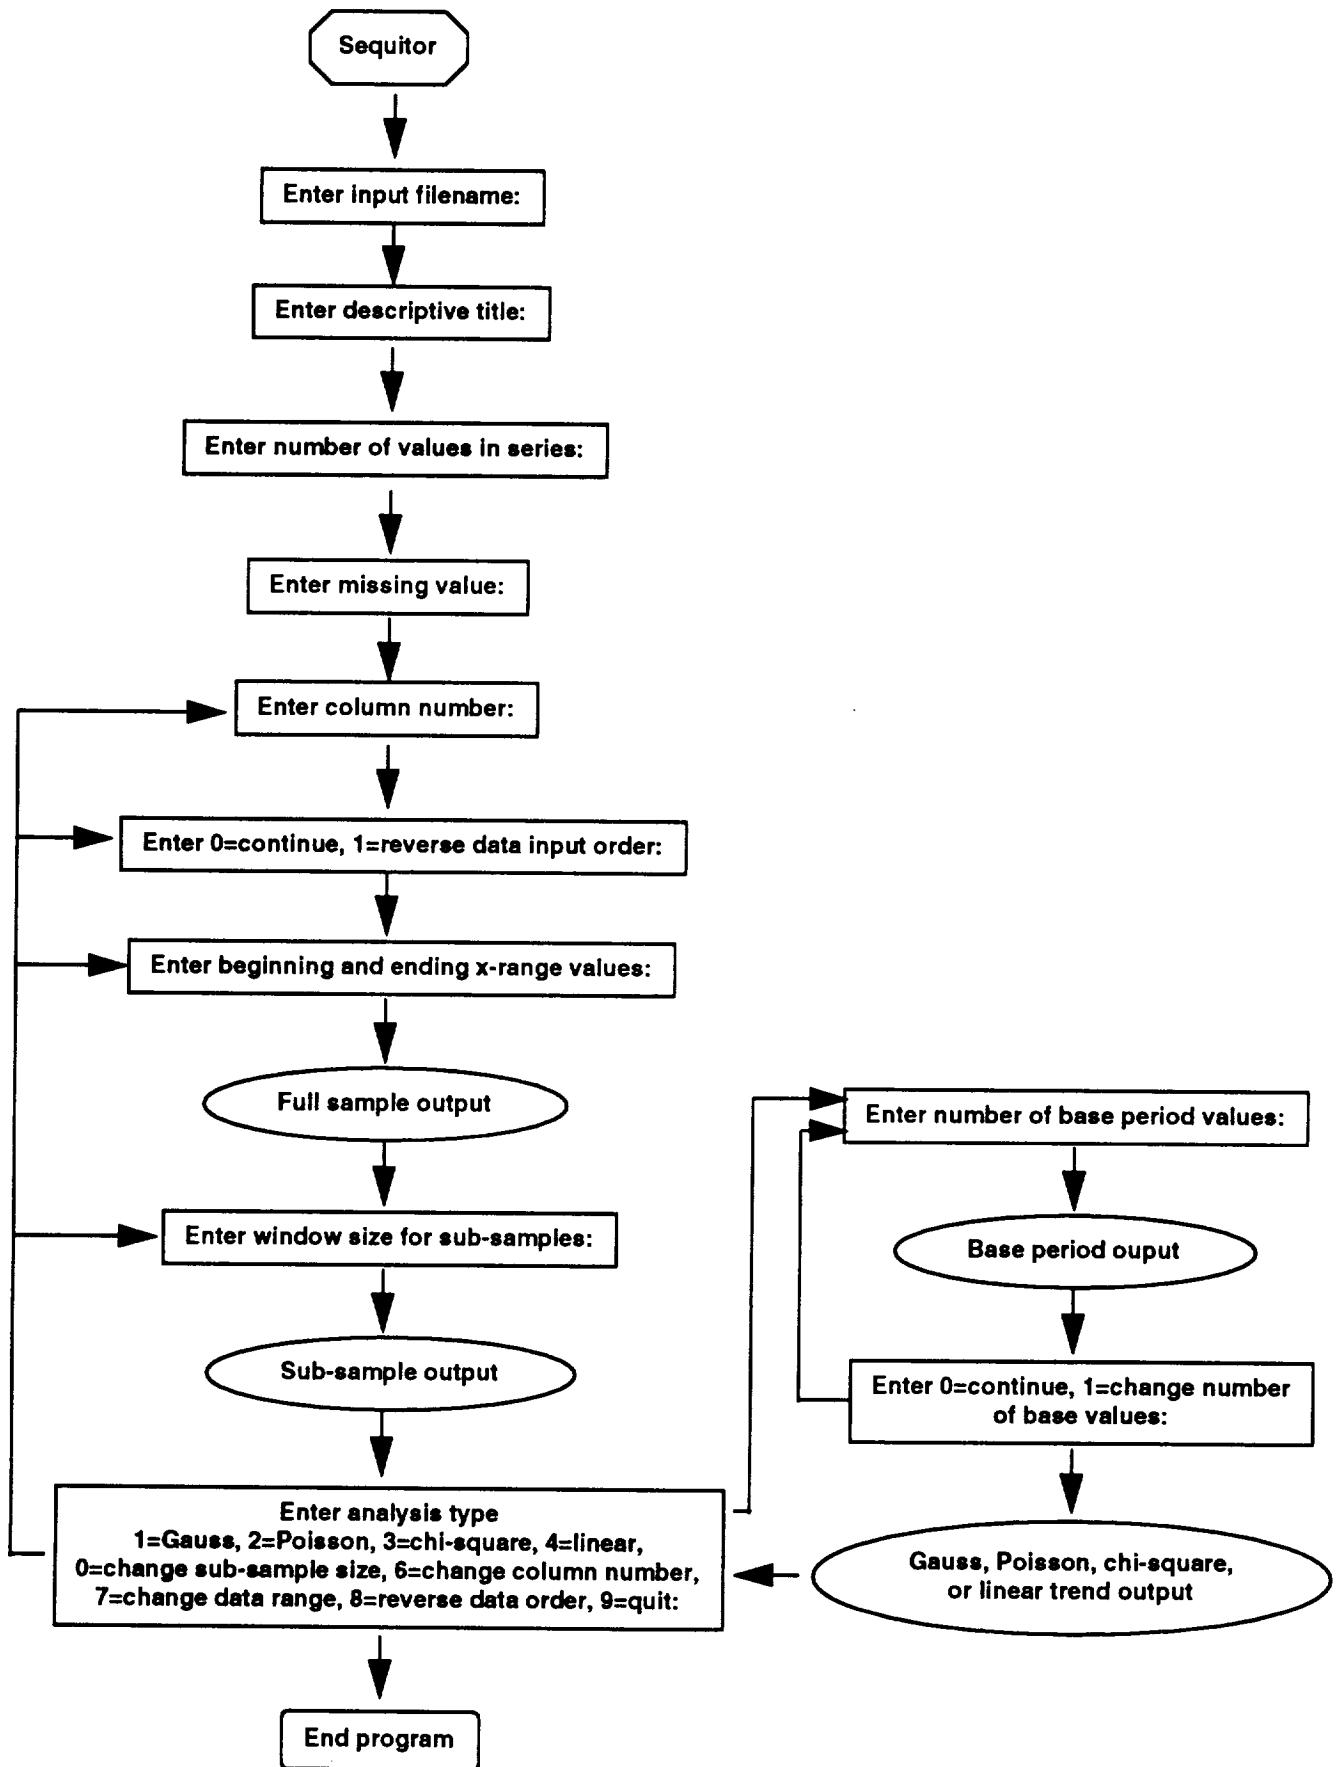 Sequitor
Enter input filename:
Enter descriptive title:
Enter number of values in series:
Enter missing value:
Enter column number:
Enter 0=continue, 1=reverse data input order:
Enter beginning and ending x-range values:
Full sample output
Enter window size for sub-samples:
Sub-sample output
Enter analysis type
1=Gauss, 2=Poisson, 3=chi-square, 4=linear,
0=change sub-sample size, 6=change column number,
7=change data range, 8=reverse data order, 9=quit:
End program
Enter number of base period values:
Base period ouput
Enter 0=continue, 1=change number
of base values:
Gauss, Poisson, chi-square,
or linear trend output